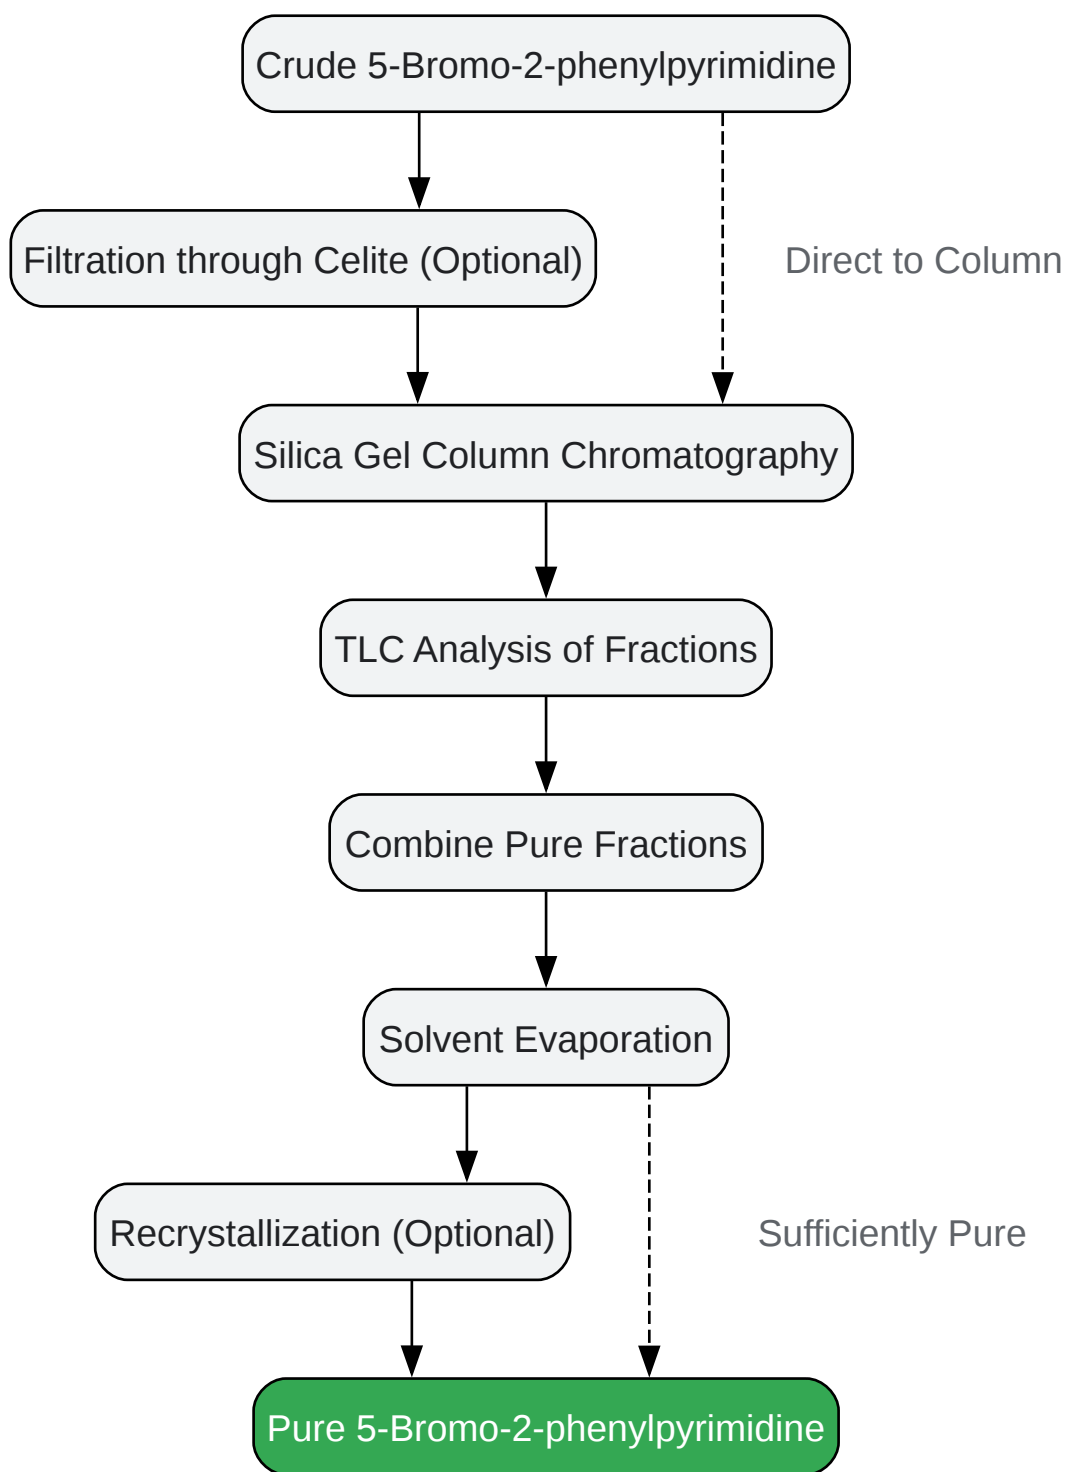 Crude 5-Bromo-2-phenylpyrimidine
Filtration through Celite (Optional)
Direct to Column
Silica Gel Column Chromatography
TLC Analysis of Fractions
Combine Pure Fractions
Solvent Evaporation
Recrystallization (Optional)
Sufficiently Pure
Pure 5-Bromo-2-phenylpyrimidine